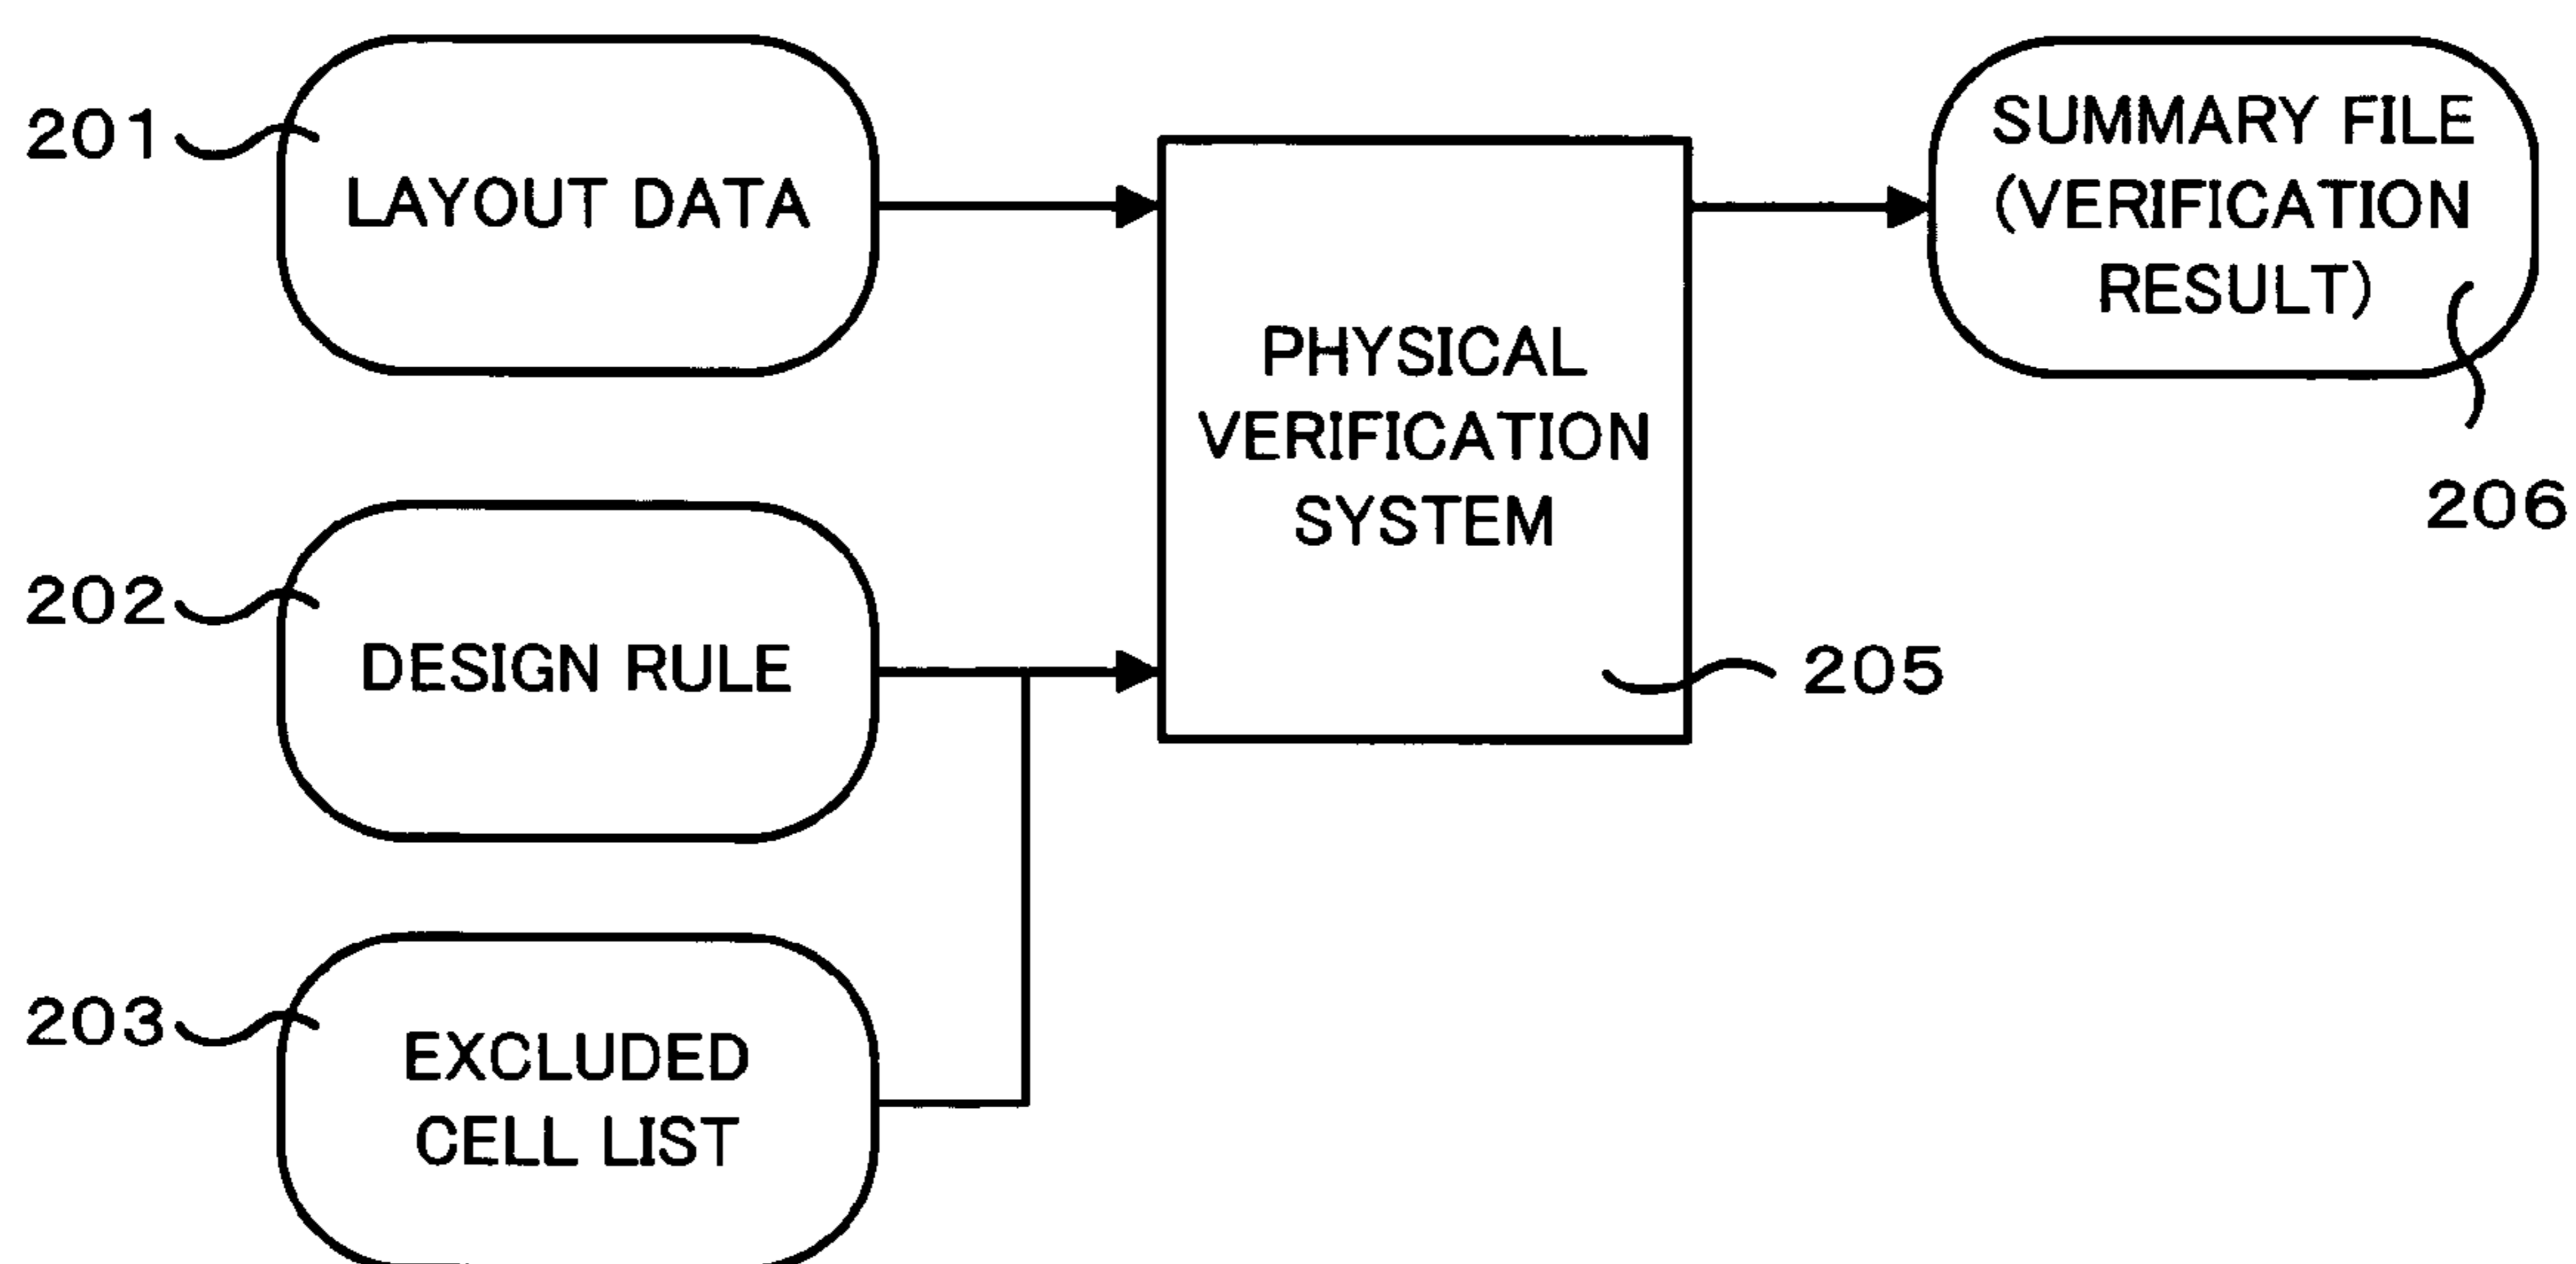 201
LAYOUT DATA
202
DESIGN RULE
203
EXCLUDED
CELL LIST
PHYSICAL
VERIFICATION
SYSTEM
205
SUMMARY FILE
(VERIFICATION
RESULT)
206